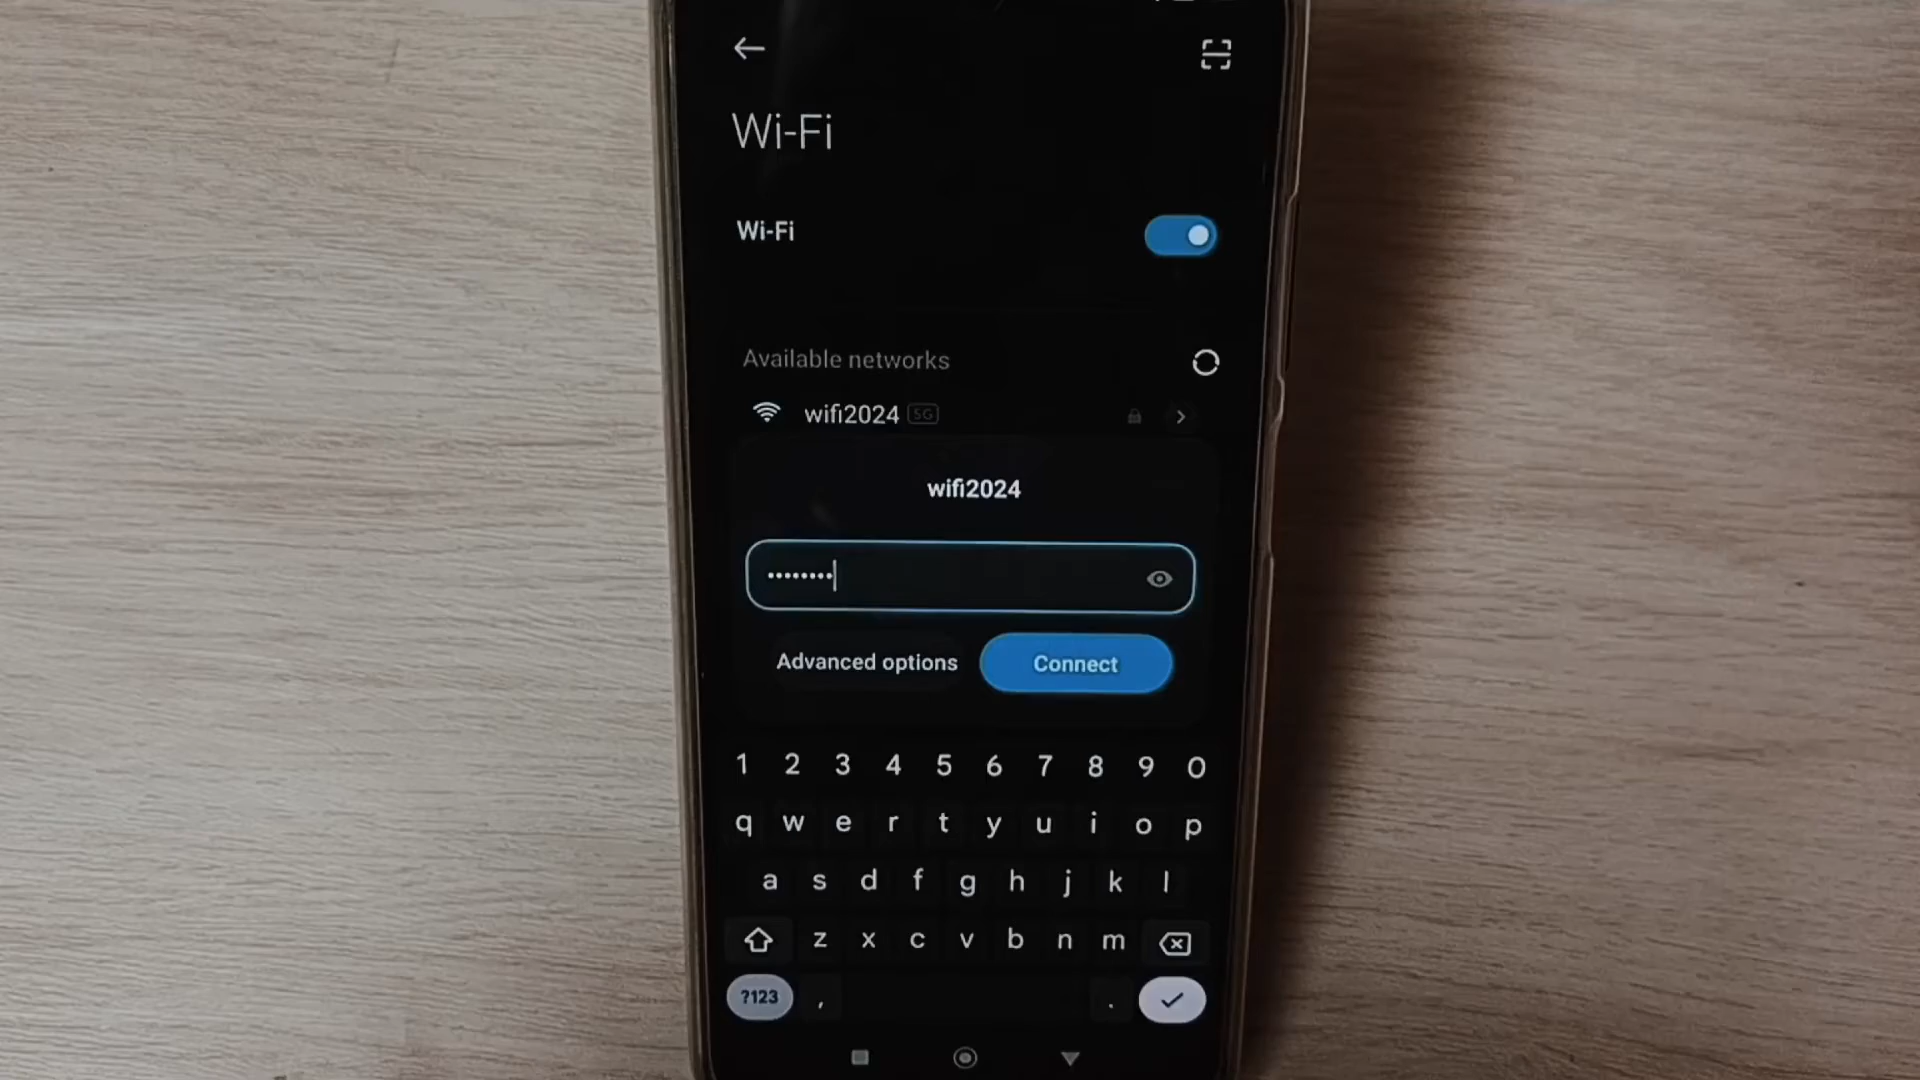 Wi-Fi
Wi-Fi
Available networks
wifi2024 5G
wifi2024
••••••••
Advanced options Connect
1 2 3 4 5 6 7 8 9 0
q w e r t y u i o p
a s d f g h j k l
z x c v b n m
?123 , .